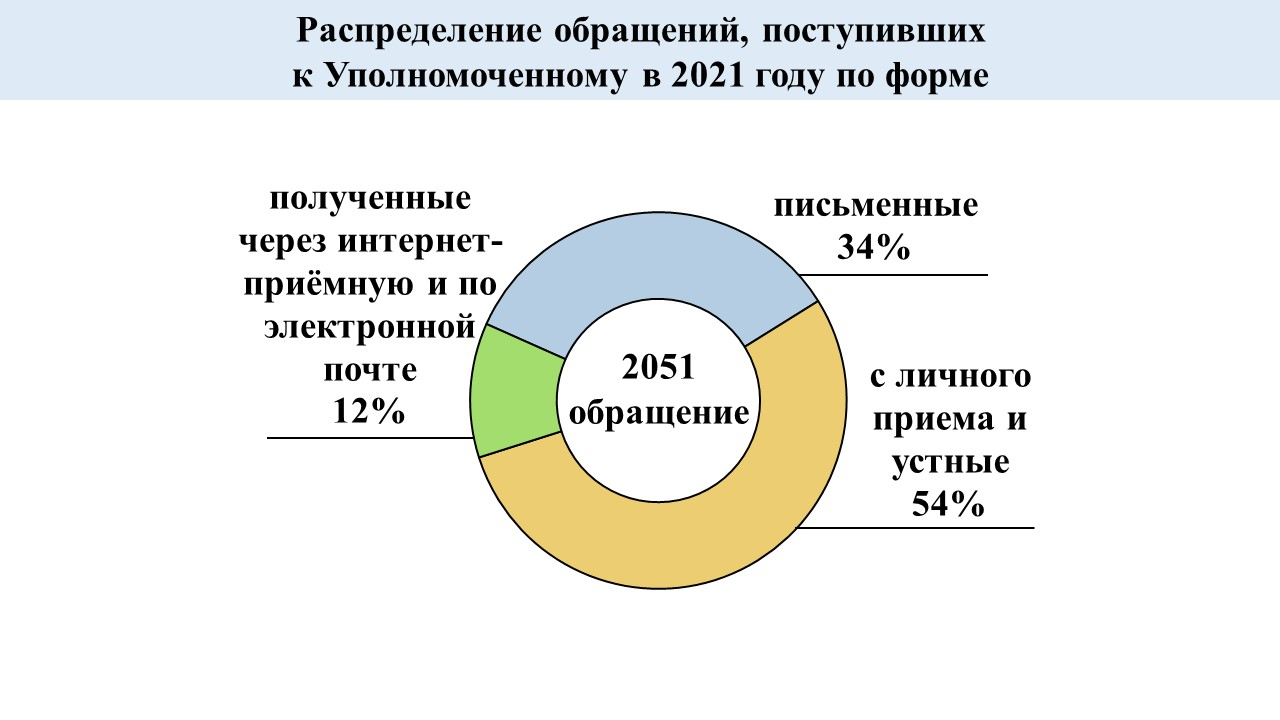 Распределение обращений, поступивших
к Уполномоченному в 2021 году по форме
полученные
через интернет-
приёмную и по
электронной
почте
12%
письменные
34%
2051
обращение
с личного
приема и
устные
54%